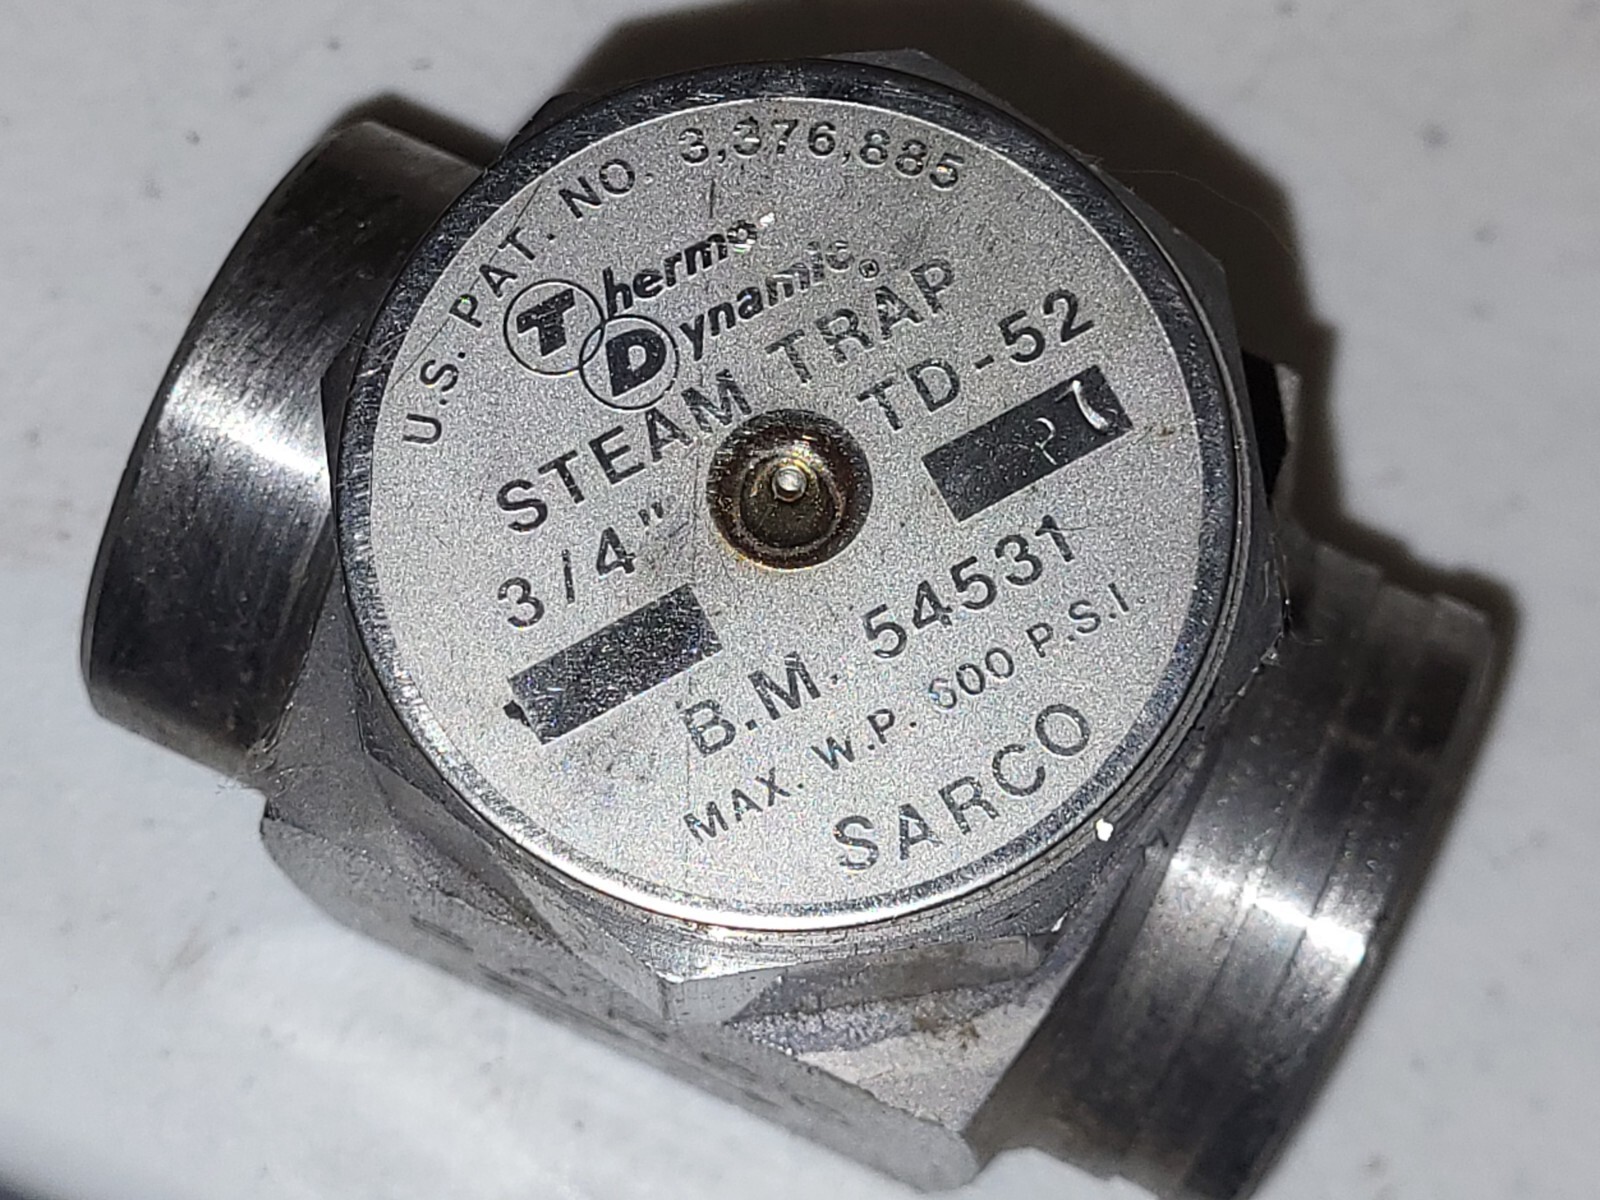 U.S. PAT. NO. 3,376,885
Thermo
Dynamic®
STEAM TRAP
3/4" TD-52
B.M. 54531
MAX. W.P. 600 P.S.I.
SARCO